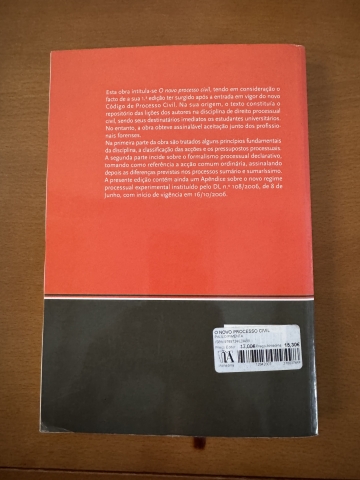 Esta obra intitula-se O novo processo civil, tendo em consideração o
facto de a sua 1.ª edição ter surgido após a entrada em vigor do novo
Código de Processo Civil. Na sua origem, o texto constituía o
repositório das lições dos autores na disciplina de direito processual
civil, sendo seus destinatários imediatos os estudantes universitários.
No entanto, a obra obteve assinalável aceitação junto dos profissio-
nais forenses.
Na primeira parte da obra são tratados alguns princípios fundamentais
da disciplina, a classificação das acções e os pressupostos processuais.
A segunda parte incide sobre o formalismo processual declarativo,
tomando como referência a acção comum ordinária, assinalando
depois as diferenças previstas nos processos sumário e sumaríssimo.
A presente edição contém ainda um Apêndice sobre o novo regime
processual experimental instituído pelo DL n.º 108/2006, de 8 de
Junho, com início de vigência em 16/10/2006.
O NOVO PROCESSO CIVIL
17,00€
15,30€